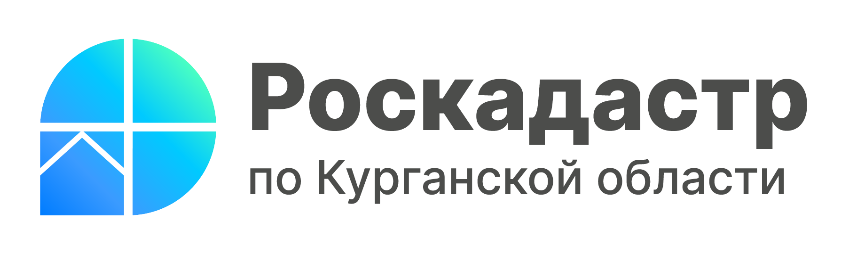 Роскадастр
по Курганской области